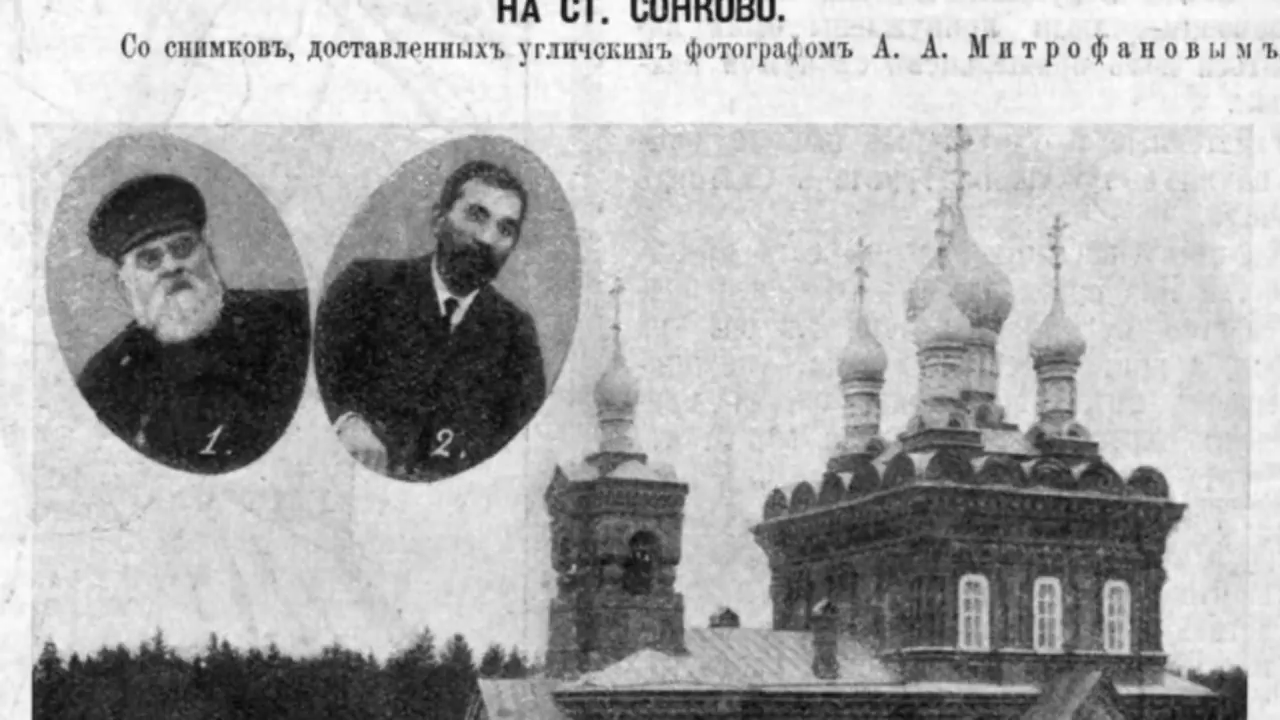 НА СТ. СОНКОВО.
Со снимковъ, доставленныхъ угличскимъ фотографомъ А. А. Митрофановымъ.
1.
2.